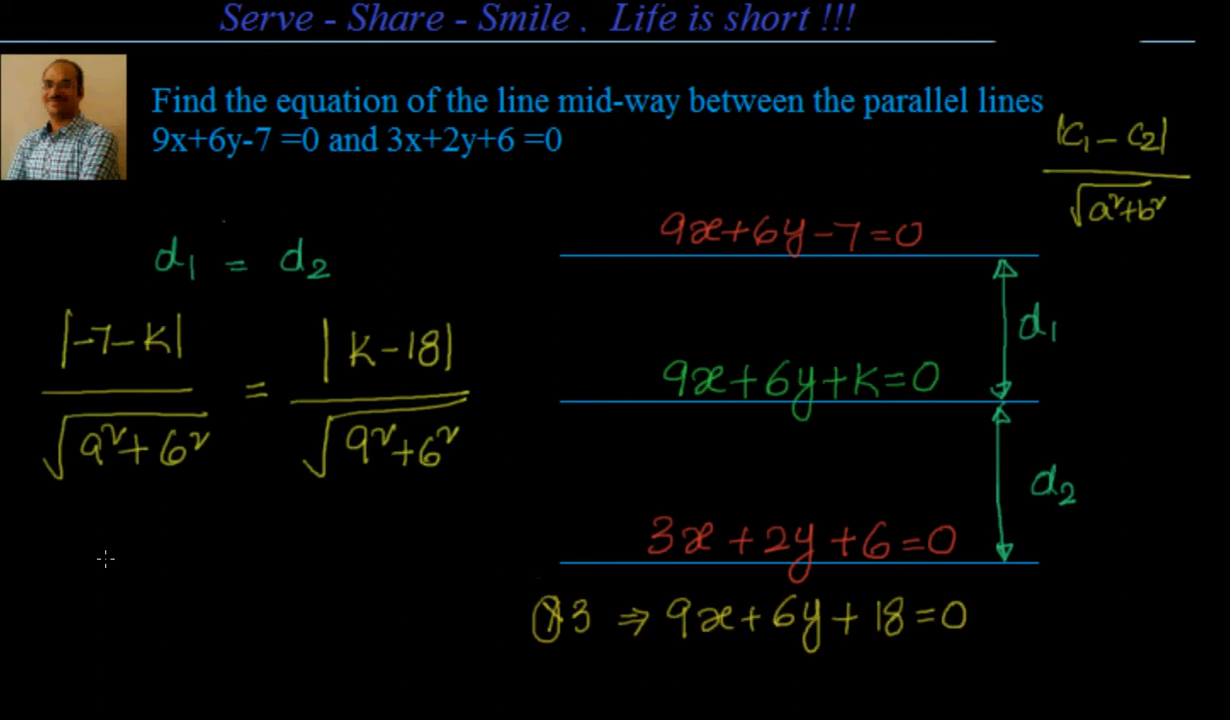 Serve - Share - Smile . Life is short !!!
Find the equation of the line mid-way between the parallel lines
9x+6y-7 =0 and 3x+2y+6 =0
|C₁ - C₂|
√a²+b²
9x+6y-7=0
d₁ = d₂
d₁
|-7-K|
| K-18|
9x+6y+K=0
=
√9²+6²
√9²+6²
d₂
3x+2y+6=0
Ⓧ3 ⇒ 9x+6y+18=0